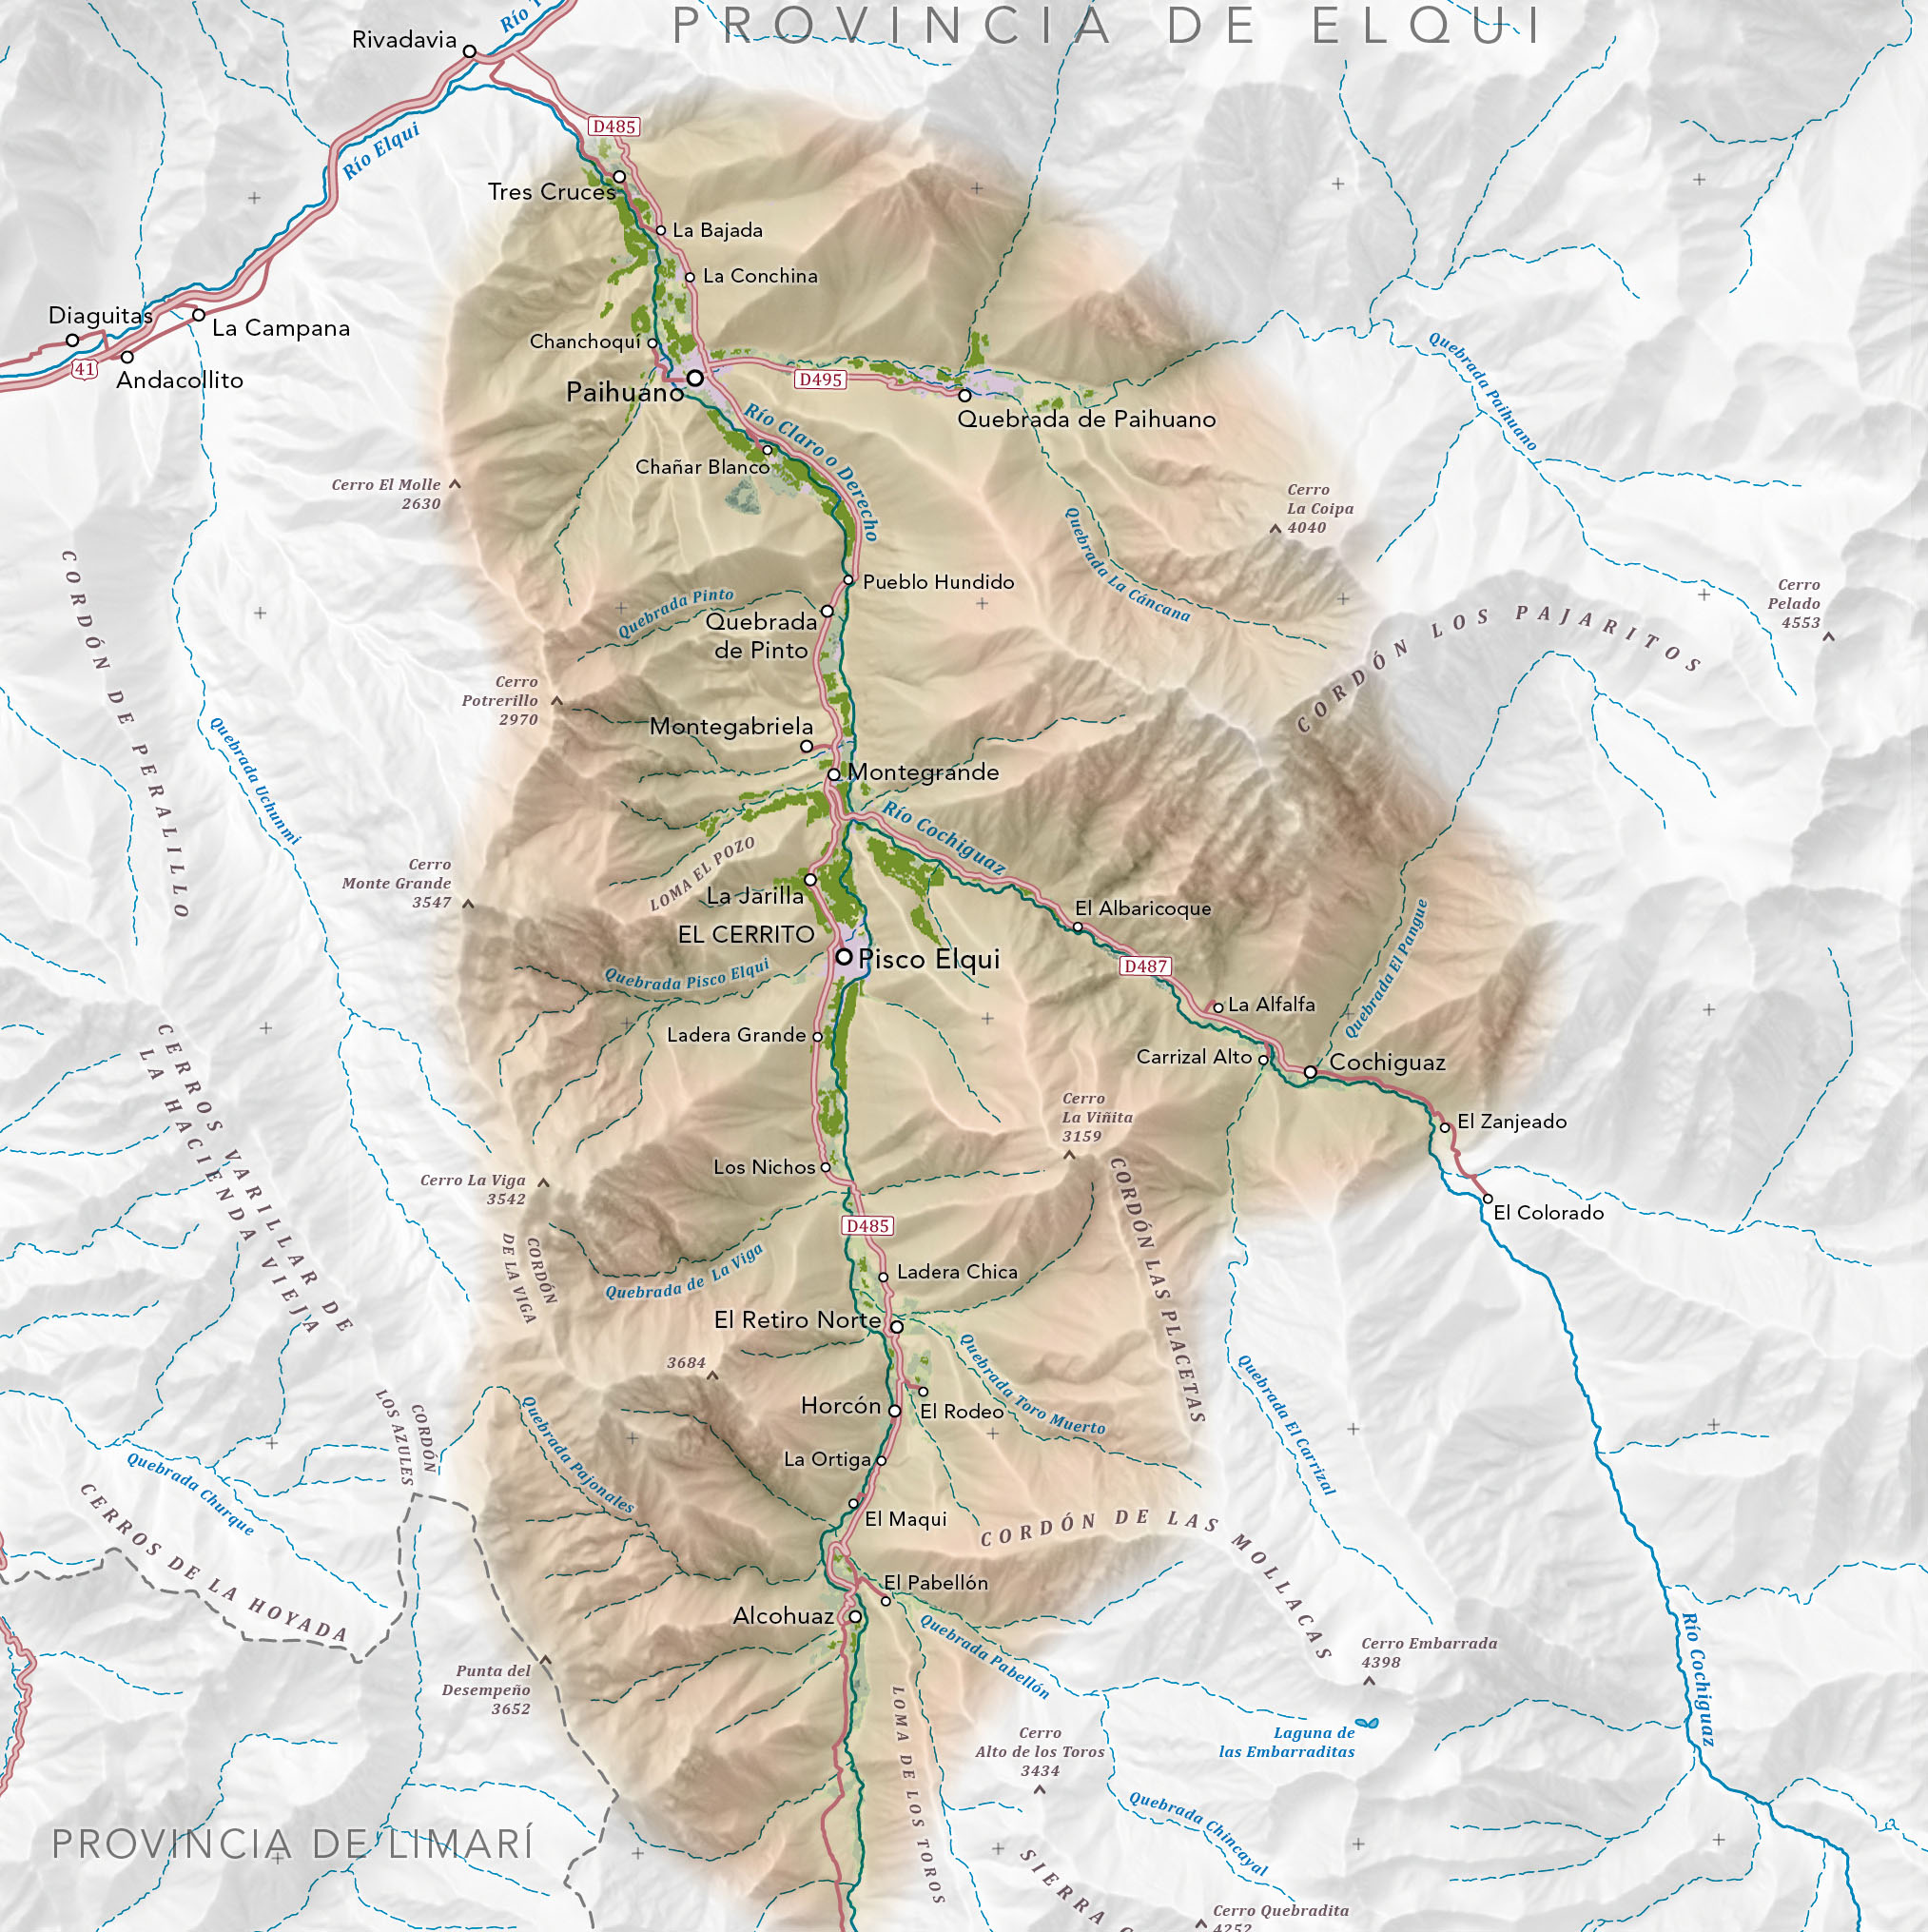 PROVINCIA DE ELQUI
Río
Rivadavia
Río Elqui
D485
Tres Cruces
La Bajada
La Conchina
Diaguitas
La Campana
Chanchoquí
41
Andacollito
Paihuano
D495
Quebrada de Paihuano
Quebrada Paihuano
Río Claro o Derecho
Chañar Blanco
Cerro El Molle
2630
Cerro
La Coipa
4040
Quebrada La Cáncana
CORDÓN DE PERALILLO
Pueblo Hundido
Quebrada Pinto
Quebrada
de Pinto
Cerro
Pelado
4553
CORDÓN LOS PAJARITOS
Cerro
Potrerillo
2970
Montegabriela
Quebrada Uchunmi
Montegrande
Río Cochiguaz
LOMA EL POZO
Cerro
Monte Grande
3547
La Jarilla
El Albaricoque
EL CERRITO
Pisco Elqui
Quebrada Pisco Elqui
D487
Quebrada El Pangue
La Alfalfa
Ladera Grande
Carrizal Alto
Cochiguaz
CERROS VARILLAR DE
LA HACIENDA VIEJA
Cerro
La Viñita
3159
El Zanjeado
Los Nichos
Cerro La Viga
3542
CORDÓN LAS PLACETAS
El Colorado
D485
CORDÓN
DE LA VIGA
Quebrada de La Viga
Ladera Chica
El Retiro Norte
Quebrada Toro Muerto
3684
Quebrada El Carrizal
CORDÓN
LOS AZULES
Quebrada Pajonales
Horcón
El Rodeo
La Ortiga
Quebrada Churque
El Maqui
CERROS DE LA HOYADA
CORDÓN DE LAS MOLLACAS
El Pabellón
Alcohuaz
Quebrada Pabellón
Río Cochiguaz
Cerro Embarrada
4398
Punta del
Desempeño
3652
LOMA DE LOS TOROS
Cerro
Alto de los Toros
3434
Laguna de
las Embarraditas
Quebrada Chincayal
PROVINCIA DE LIMARÍ
SIERRA
Cerro Quebradita
4252